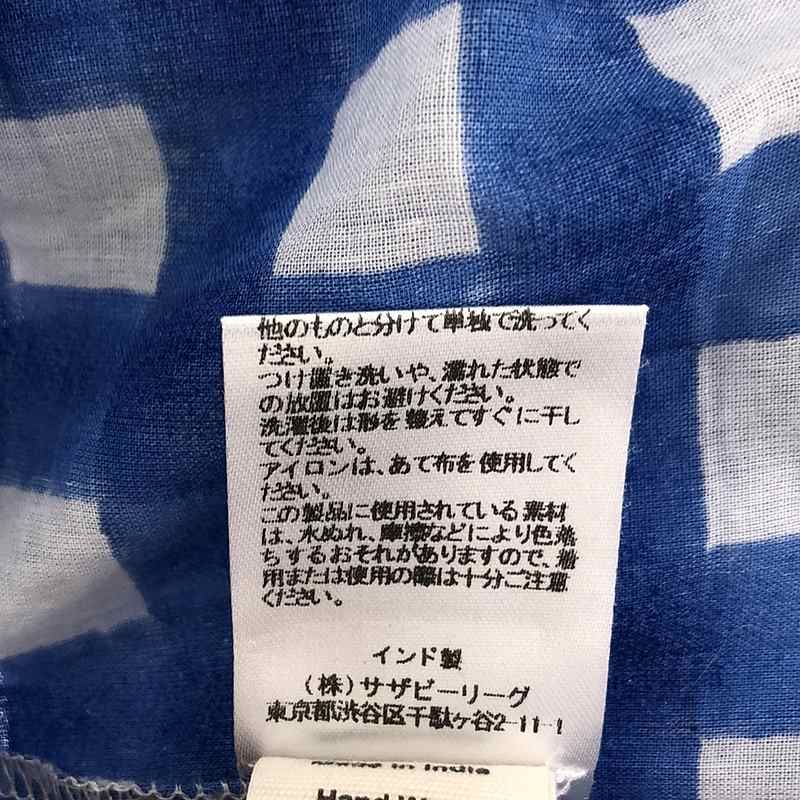 他のものと分けて単独で洗ってく
ださい。
つけ置き洗いや、濡れた状態で
の放置はお避けください。
洗濯後は形を整えてすぐに干し
てください。
アイロンは、あて布を使用してく
ださい。
この製品に使用されている素材
は、水ぬれ、摩擦などにより色落
ちするおそれがありますので、着
用または使用の際は十分ご注意
ください。
インド製
(株)サザビーリーグ
東京都渋谷区千駄ケ谷2-11-1
Made in India
Hand